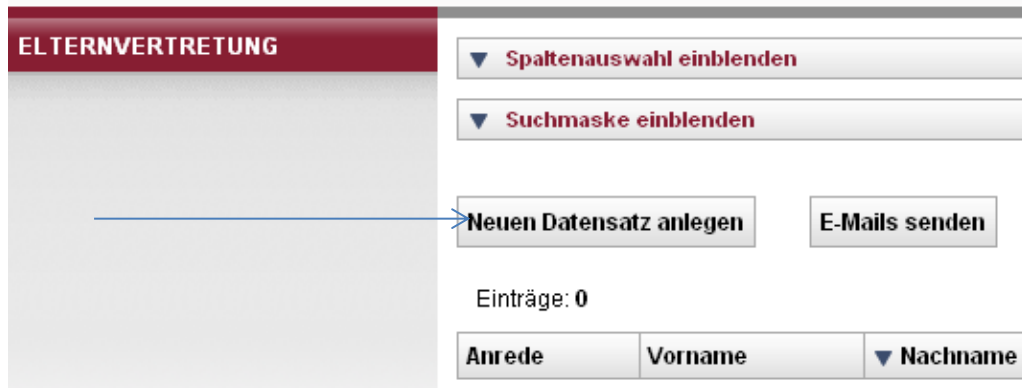 ELTERNVERTRETUNG
Spaltenauswahl einblenden
Suchmaske einblenden
Neuen Datensatz anlegen
E-Mails senden
Einträge: 0
Anrede
Vorname
Nachname